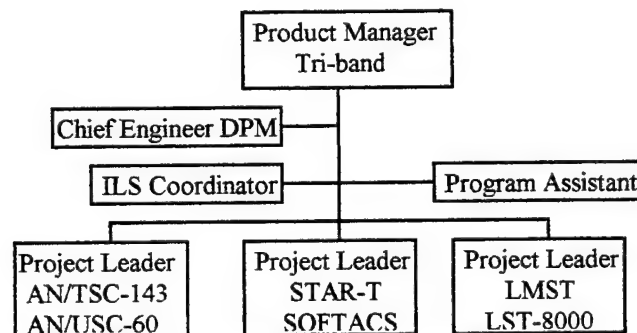 Product Manager
Tri-band
Chief Engineer DPM
ILS Coordinator
Program Assistant
Project Leader
AN/TSC-143
AN/USC-60
Project Leader
STAR-T
SOFTACS
Project Leader
LMST
LST-8000